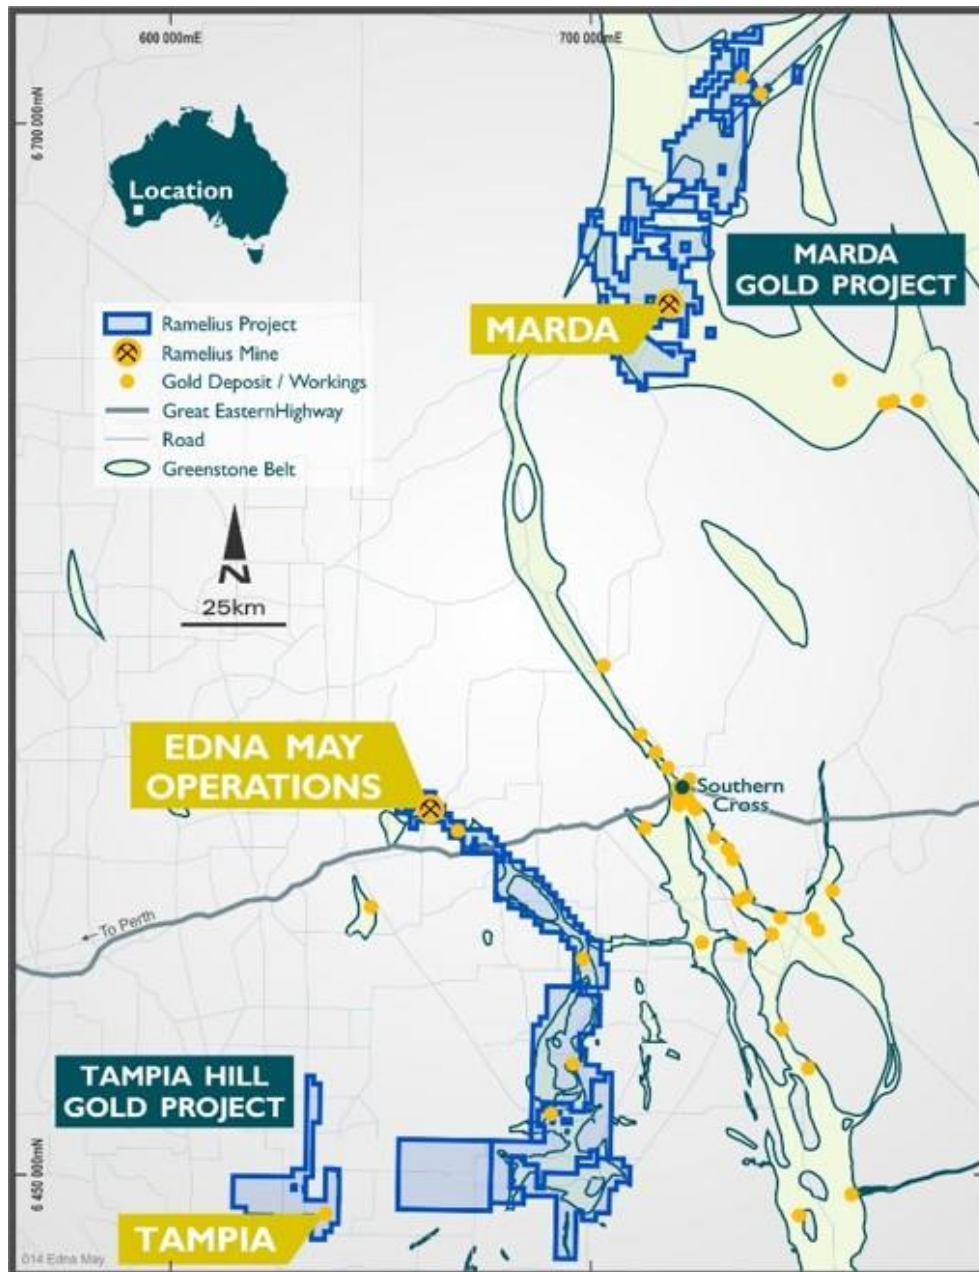 600 000mE
700 000mE
6 700 000mN
Location
MARDA
GOLD PROJECT
MARDA
Ramelius Project
Ramelius Mine
Gold Deposit / Workings
Great EasternHighway
Road
Greenstone Belt
N
25km
EDNA MAY
OPERATIONS
Southern
Cross
To Perth
TAMPIA HILL
GOLD PROJECT
6 450 000mN
TAMPIA
014 Edna May